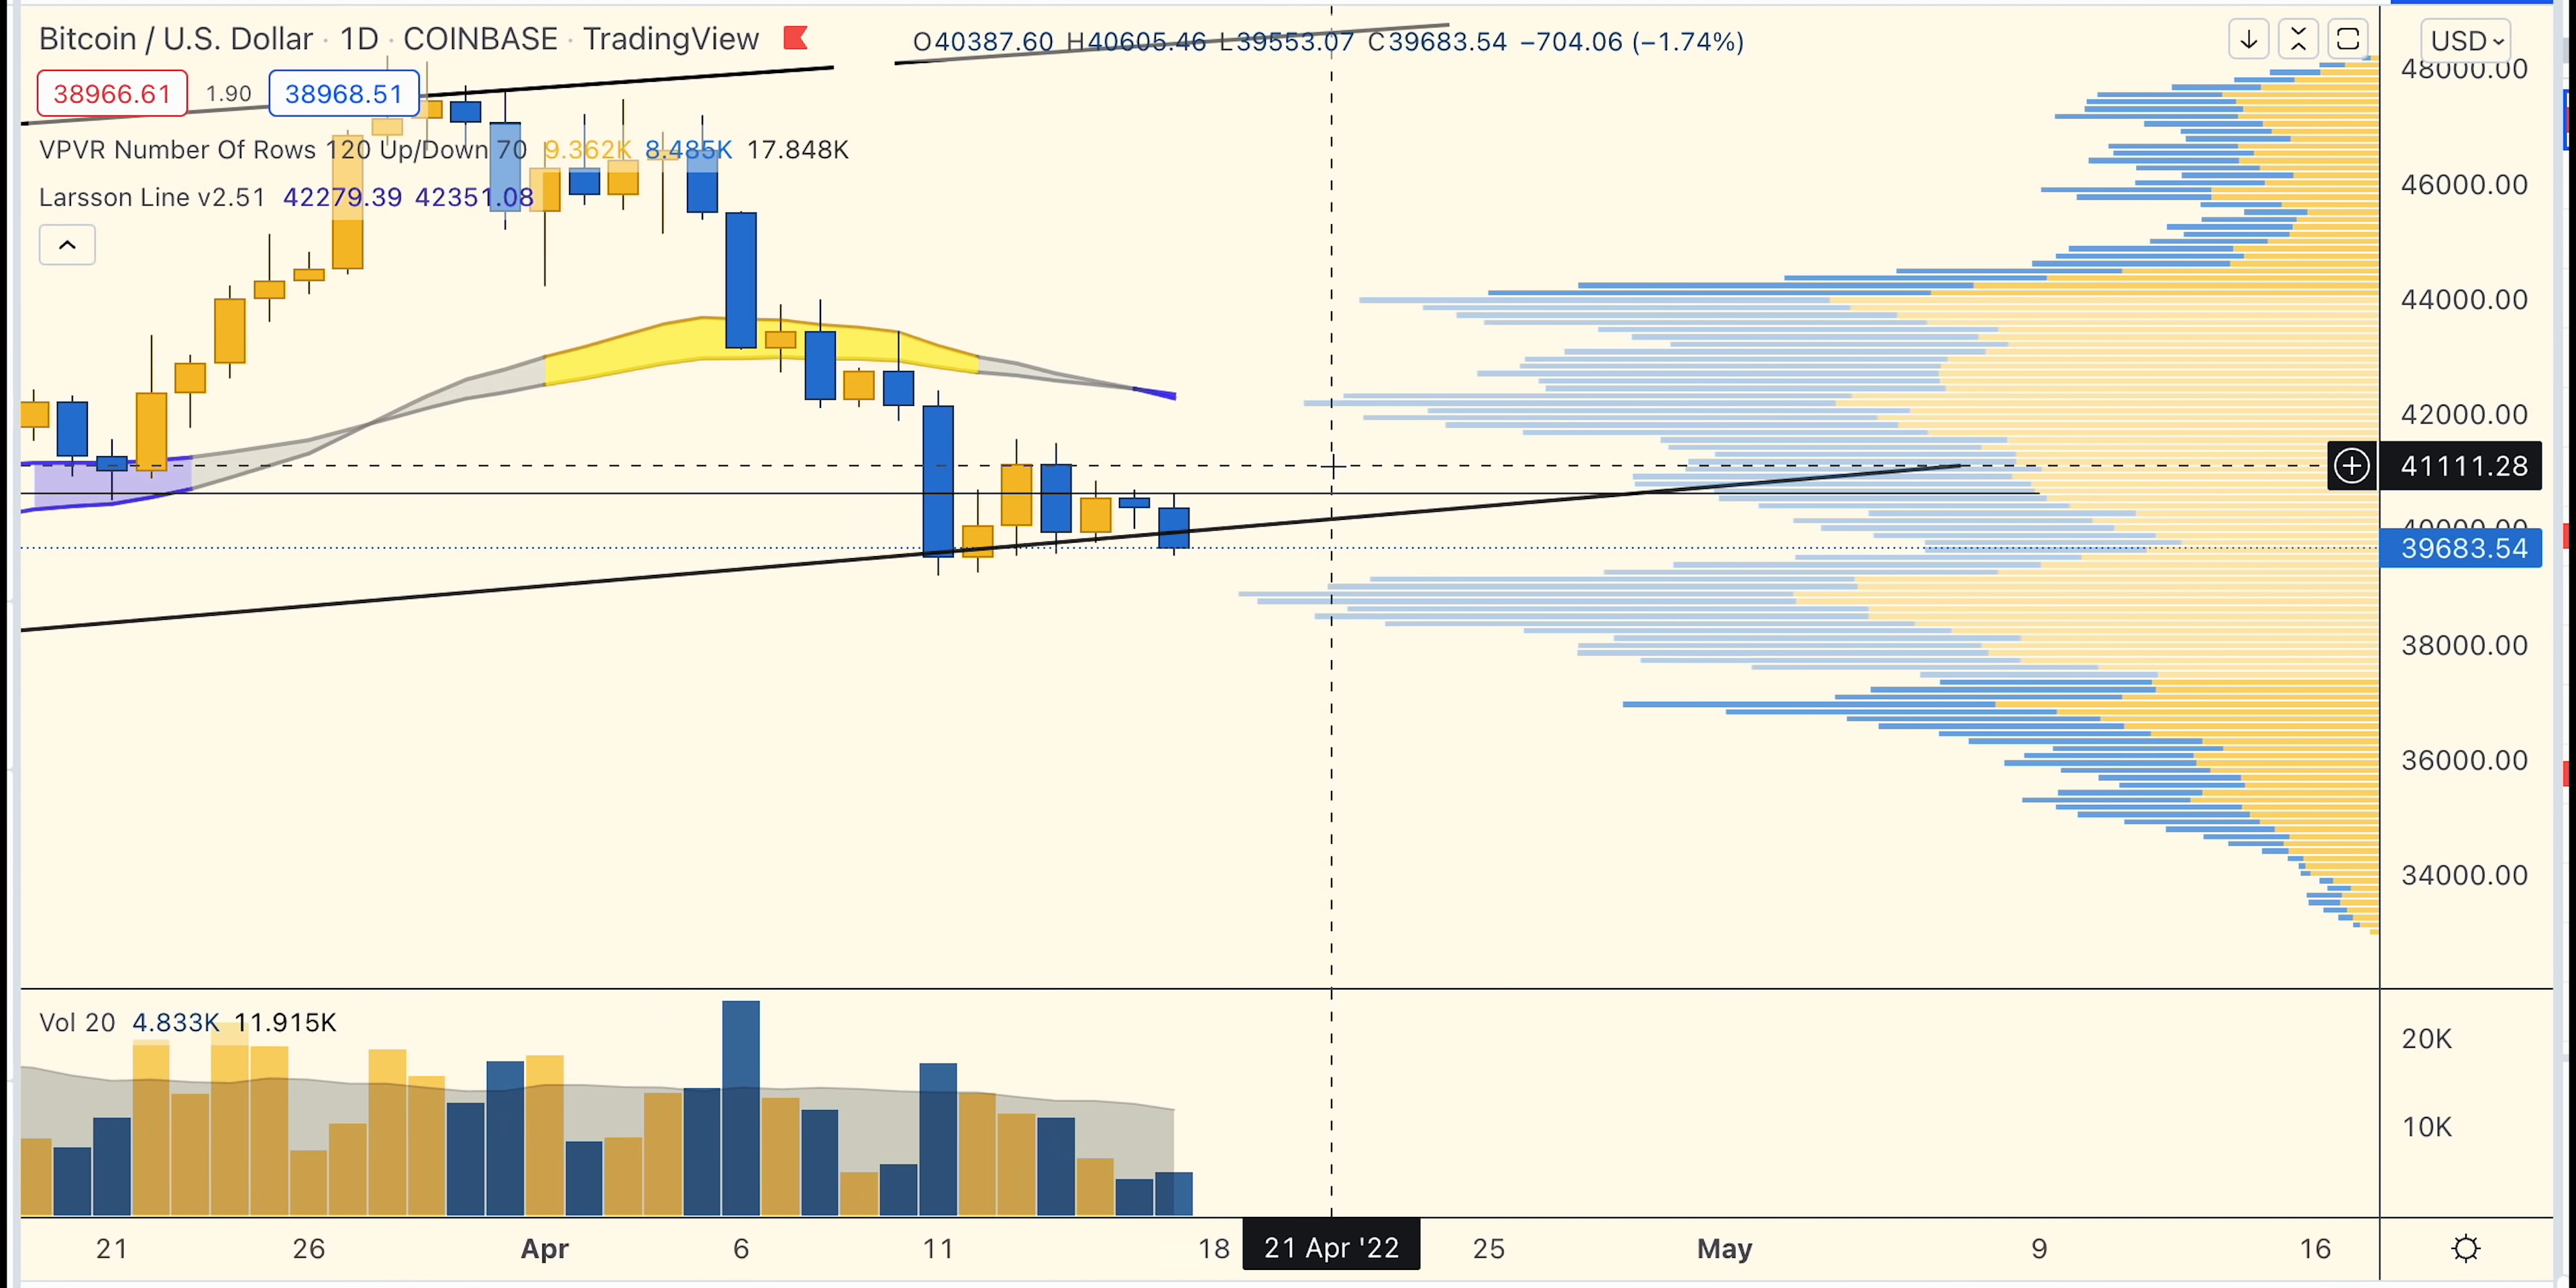 Bitcoin / U.S. Dollar · 1D · COINBASE · TradingView O40387.60 H40605.46 L39553.07 C39683.54 −704.06 (−1.74%) USD
38966.61 1.90 38968.51
VPVR Number Of Rows 120 Up/Down 70 9.362K 8.485K 17.848K
Larsson Line v2.51 42279.39 42351.08
48000.00
46000.00
44000.00
42000.00
41111.28
40000.00
39683.54
38000.00
36000.00
34000.00
Vol 20 4.833K 11.915K
20K
10K
21 26 Apr 6 11 18 21 Apr '22 25 May 9 16